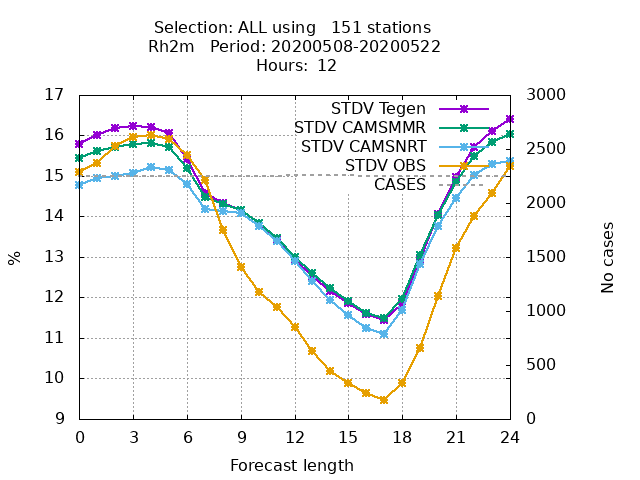 Selection: ALL using   151 stations
Rh2m   Period: 20200508-20200522
Hours: 12
17
16
15
14
13
12
11
10
9
%
STDV Tegen
STDV CAMSMMR
STDV CAMSNRT
STDV OBS
CASES
3000
2500
2000
1500
1000
500
0
No cases
0 3 6 9 12 15 18 21 24
Forecast length